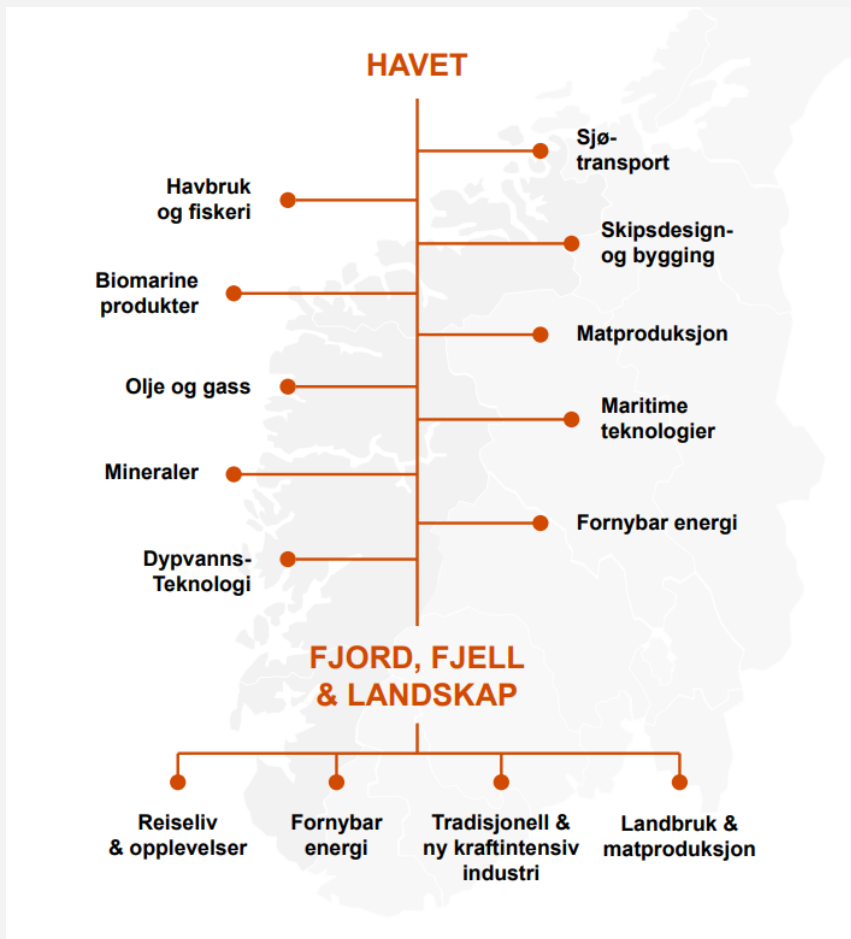 HAVET
Sjø-
transport
Havbruk
og fiskeri
Skipsdesign-
og bygging
Biomarine
produkter
Matproduksjon
Olje og gass
Maritime
teknologier
Mineraler
Fornybar energi
Dypvanns-
Teknologi
FJORD, FJELL
& LANDSKAP
Reiseliv
& opplevelser
Fornybar
energi
Tradisjonell &
ny kraftintensiv
industri
Landbruk &
matproduksjon